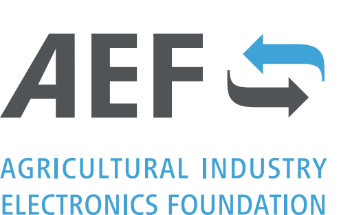 AEF
AGRICULTURAL INDUSTRY
ELECTRONICS FOUNDATION